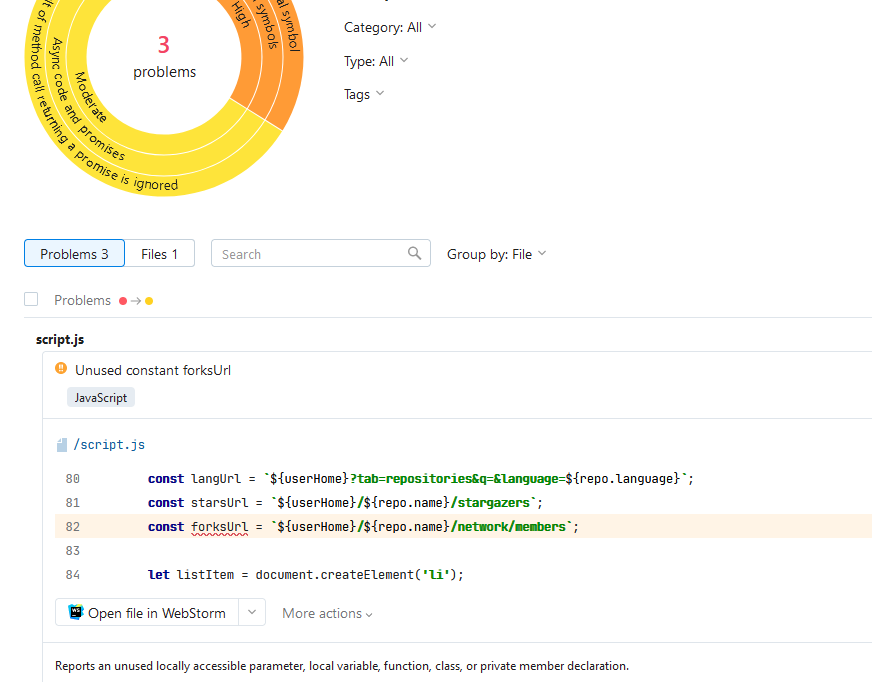 High
symbols
al symbol
3
problems
Moderate
Async code and promises
lt of method call returning a promise is ignored
Category: All
Type: All
Tags
Problems 3
Files 1
Search
Group by: File
Problems
script.js
Unused constant forksUrl
JavaScript
/script.js
80 const langUrl = `${userHome}?tab=repositories&q=&language=${repo.language}`;
81 const starsUrl = `${userHome}/${repo.name}/stargazers`;
82 const forksUrl = `${userHome}/${repo.name}/network/members`;
83
84 let listItem = document.createElement('li');
WS Open file in WebStorm
More actions
Reports an unused locally accessible parameter, local variable, function, class, or private member declaration.